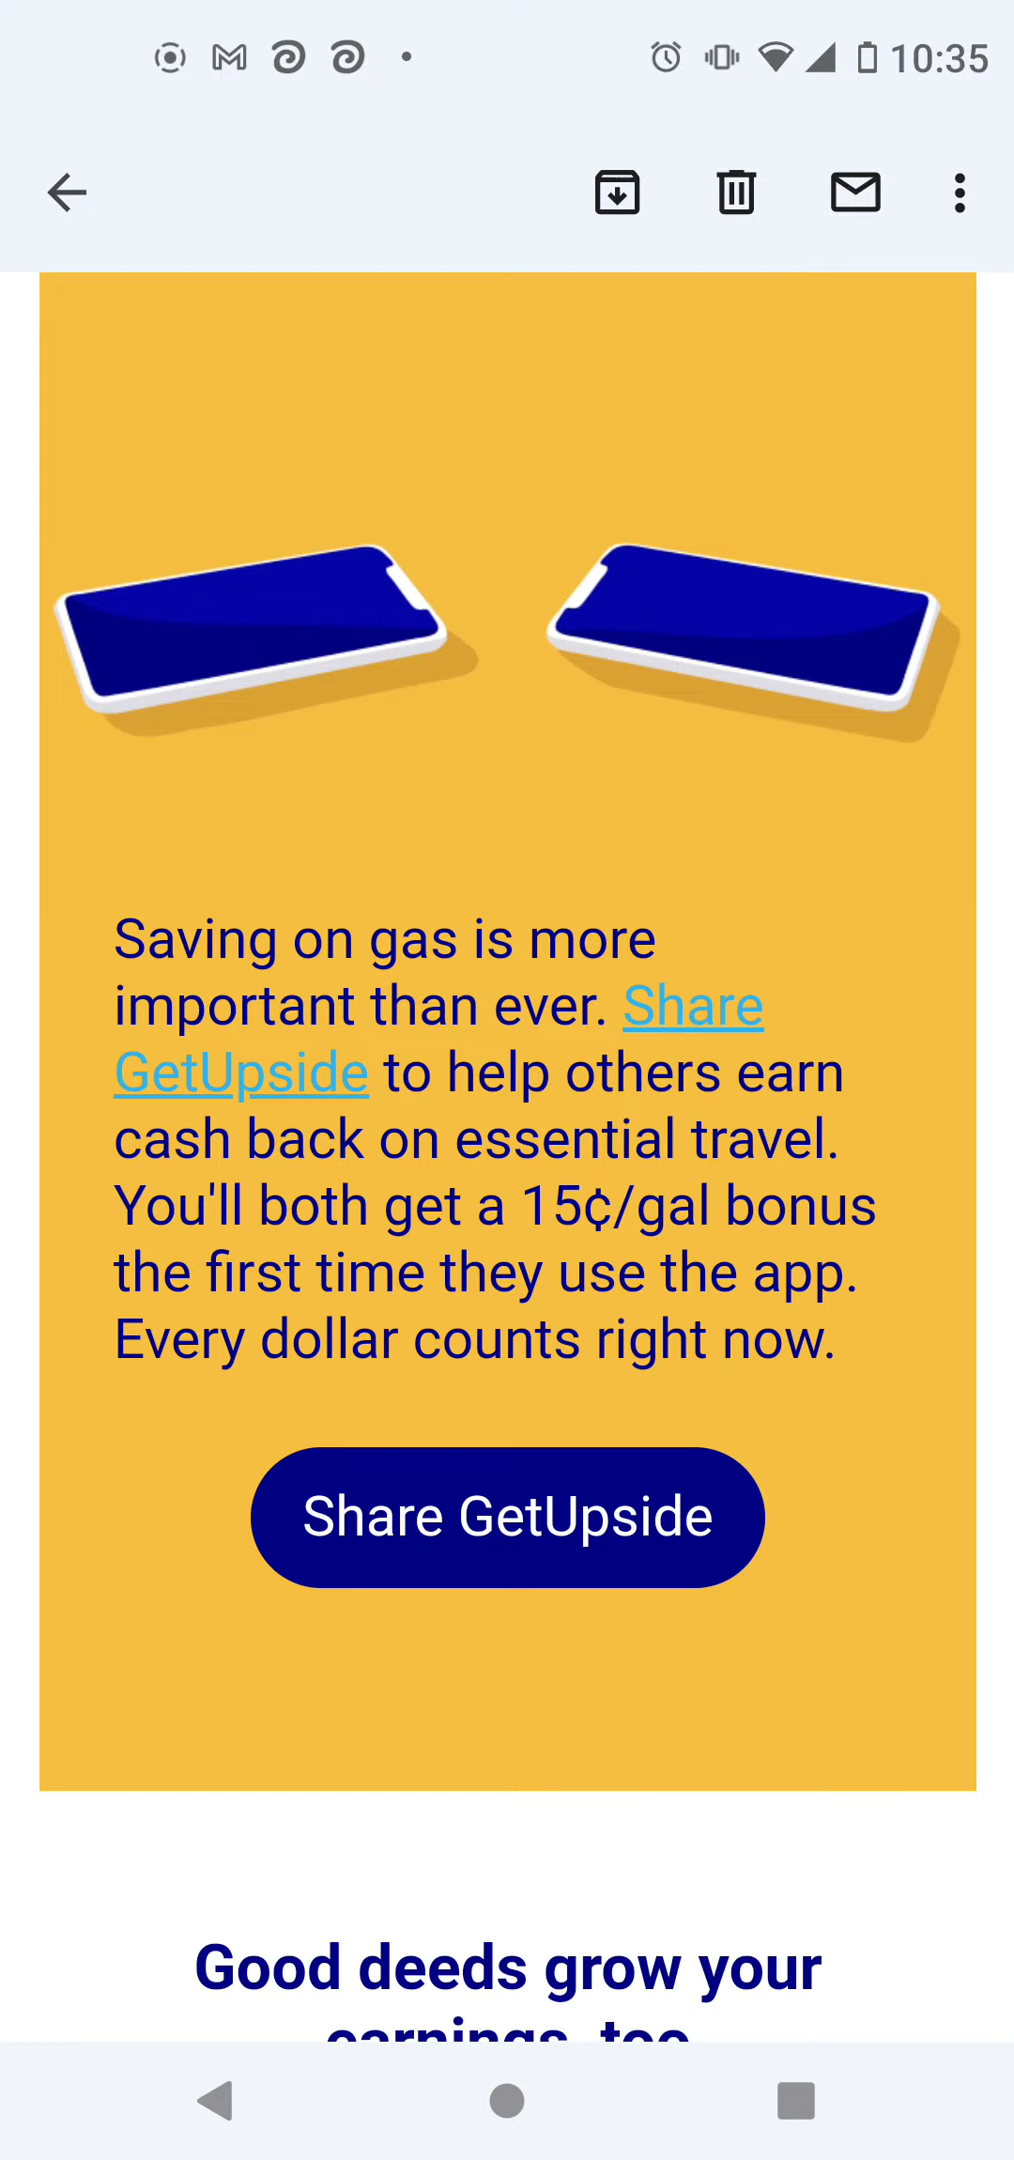 10:35
Saving on gas is more
important than ever. Share
GetUpside to help others earn
cash back on essential travel.
You'll both get a 15¢/gal bonus
the first time they use the app.
Every dollar counts right now.
Share GetUpside
Good deeds grow your
earnings, too